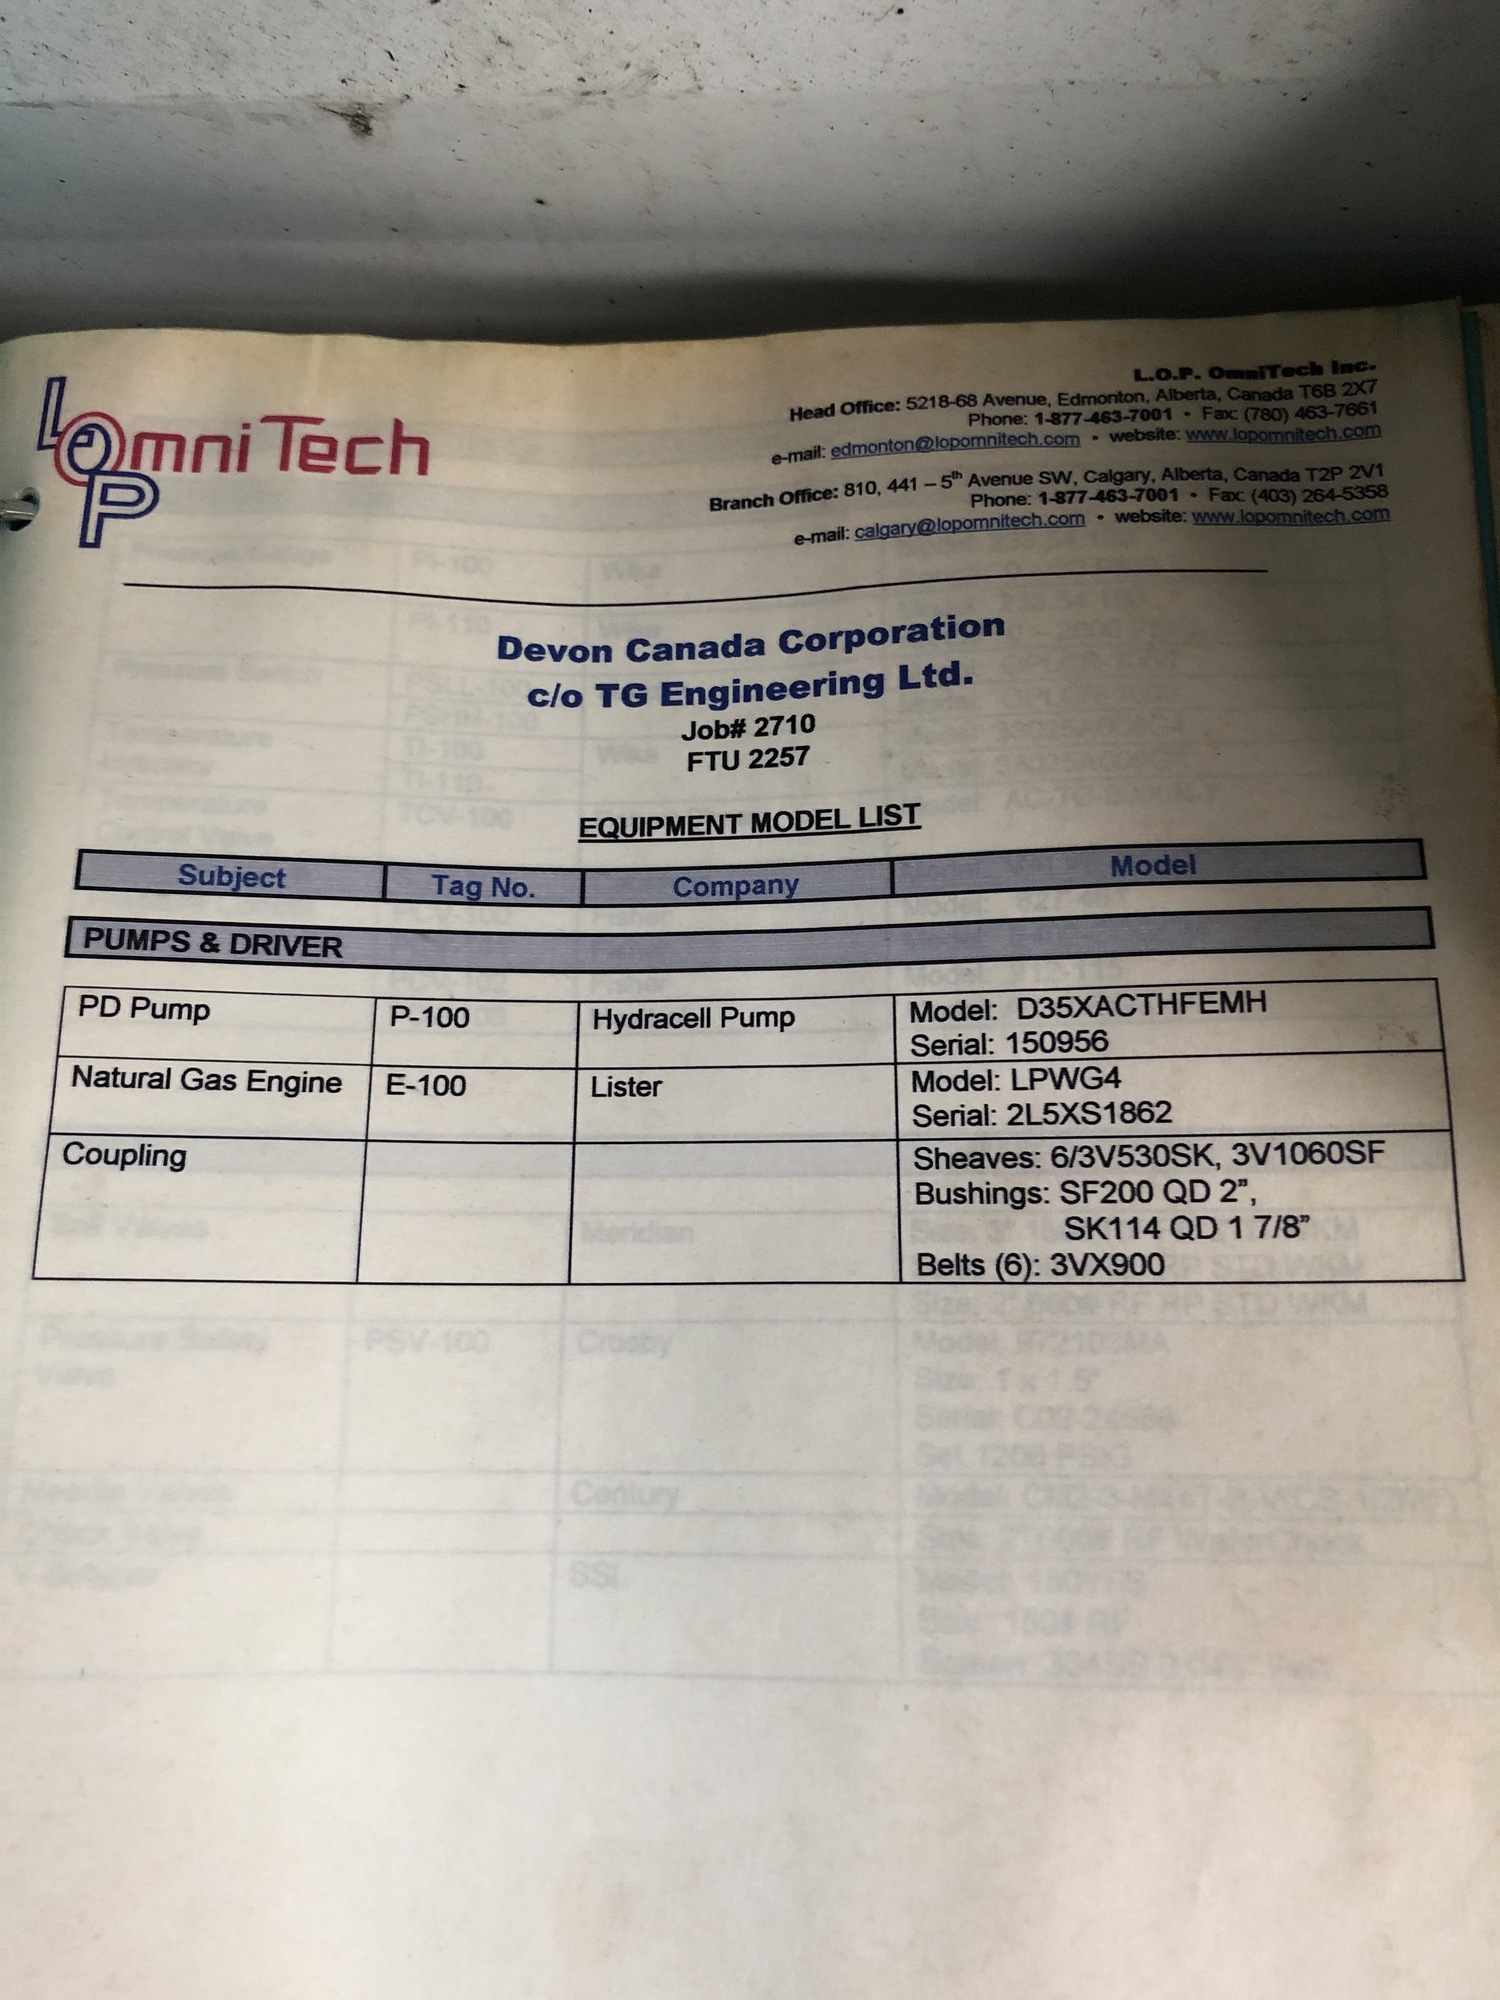 LOP OmniTech
L.O.P. OmniTech Inc.
Head Office: 5218-68 Avenue, Edmonton, Alberta, Canada T6B 2X7
Phone: 1-877-463-7001 • Fax: (780) 463-7661
e-mail: edmonton@lopomnitech.com • website: www.lopomnitech.com
Branch Office: 810, 441 – 5th Avenue SW, Calgary, Alberta, Canada T2P 2V1
Phone: 1-877-463-7001 • Fax: (403) 264-5358
e-mail: calgary@lopomnitech.com • website: www.lopomnitech.com
Devon Canada Corporation
c/o TG Engineering Ltd.
Job# 2710
FTU 2257
EQUIPMENT MODEL LIST
Subject Tag No. Company Model
PUMPS & DRIVER
PD Pump P-100 Hydracell Pump Model: D35XACTHFEMH
Serial: 150956
Natural Gas Engine E-100 Lister Model: LPWG4
Serial: 2L5XS1862
Coupling Sheaves: 6/3V530SK, 3V1060SF
Bushings: SF200 QD 2”,
SK114 QD 1 7/8”
Belts (6): 3VX900
Meridian
PSV-100 Crosby
Century
SSI